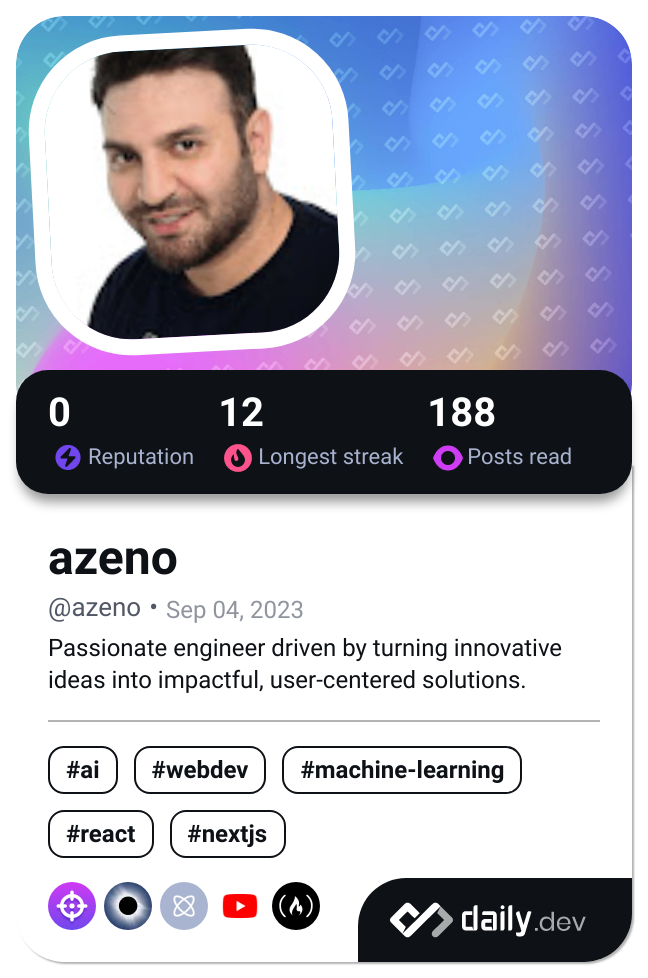 0 12 188
Reputation Longest streak Posts read
azeno
@azeno • Sep 04, 2023
Passionate engineer driven by turning innovative
ideas into impactful, user-centered solutions.
#ai #webdev #machine-learning
#react #nextjs
daily.dev